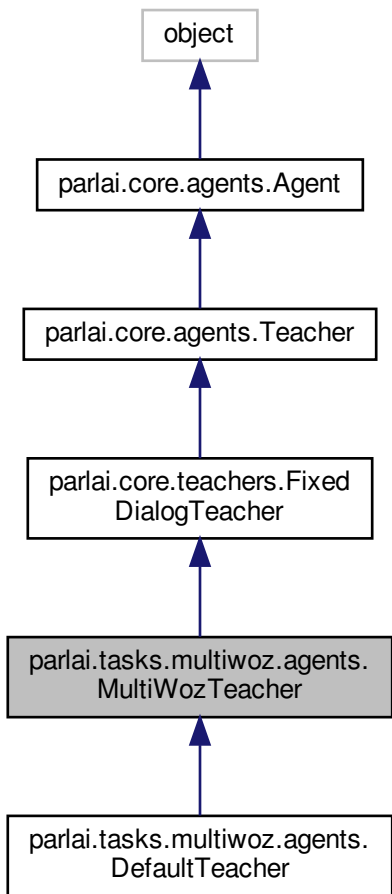 object
parlai.core.agents.Agent
parlai.core.agents.Teacher
parlai.core.teachers.Fixed
DialogTeacher
parlai.tasks.multiwoz.agents.
MultiWozTeacher
parlai.tasks.multiwoz.agents.
DefaultTeacher